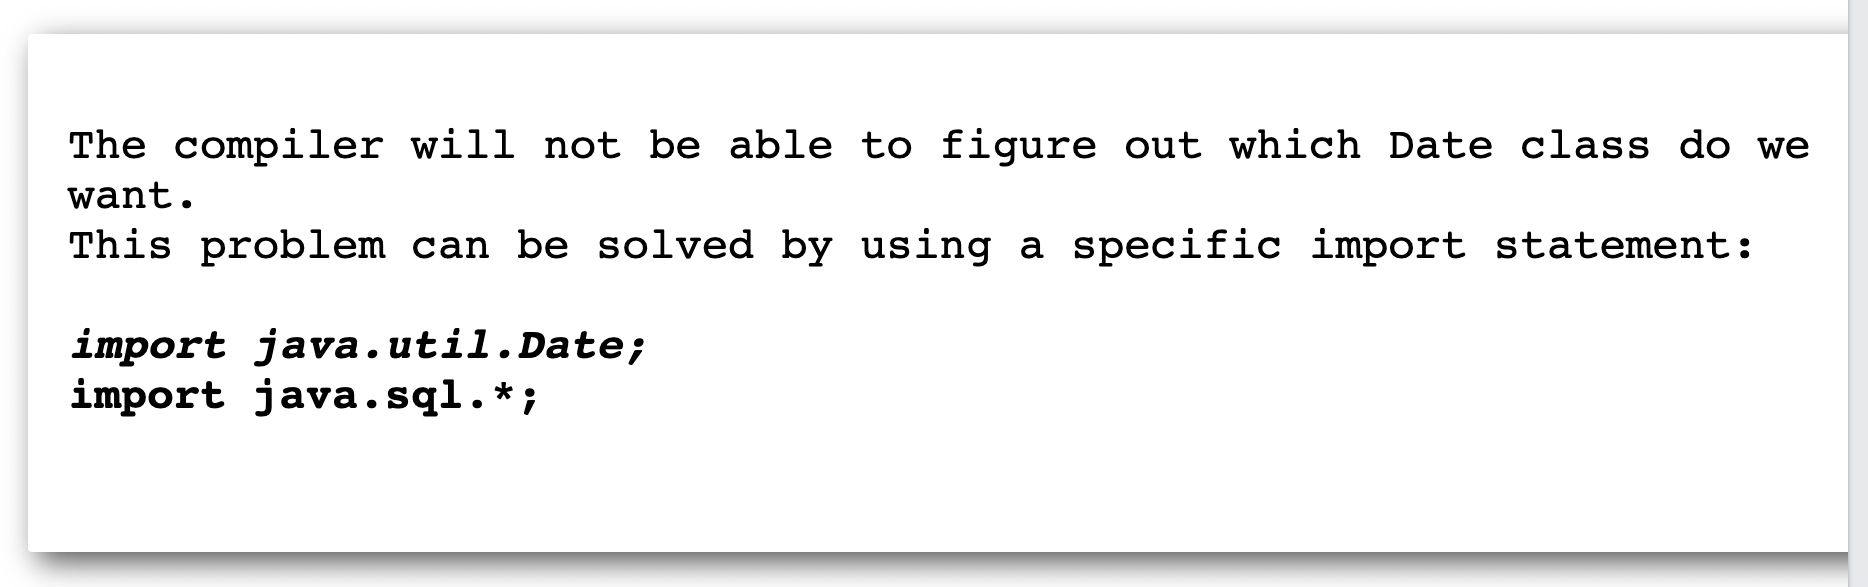 The compiler will not be able to figure out which Date class do we
want.
This problem can be solved by using a specific import statement:
import java.util.Date;
import java.sql.*;